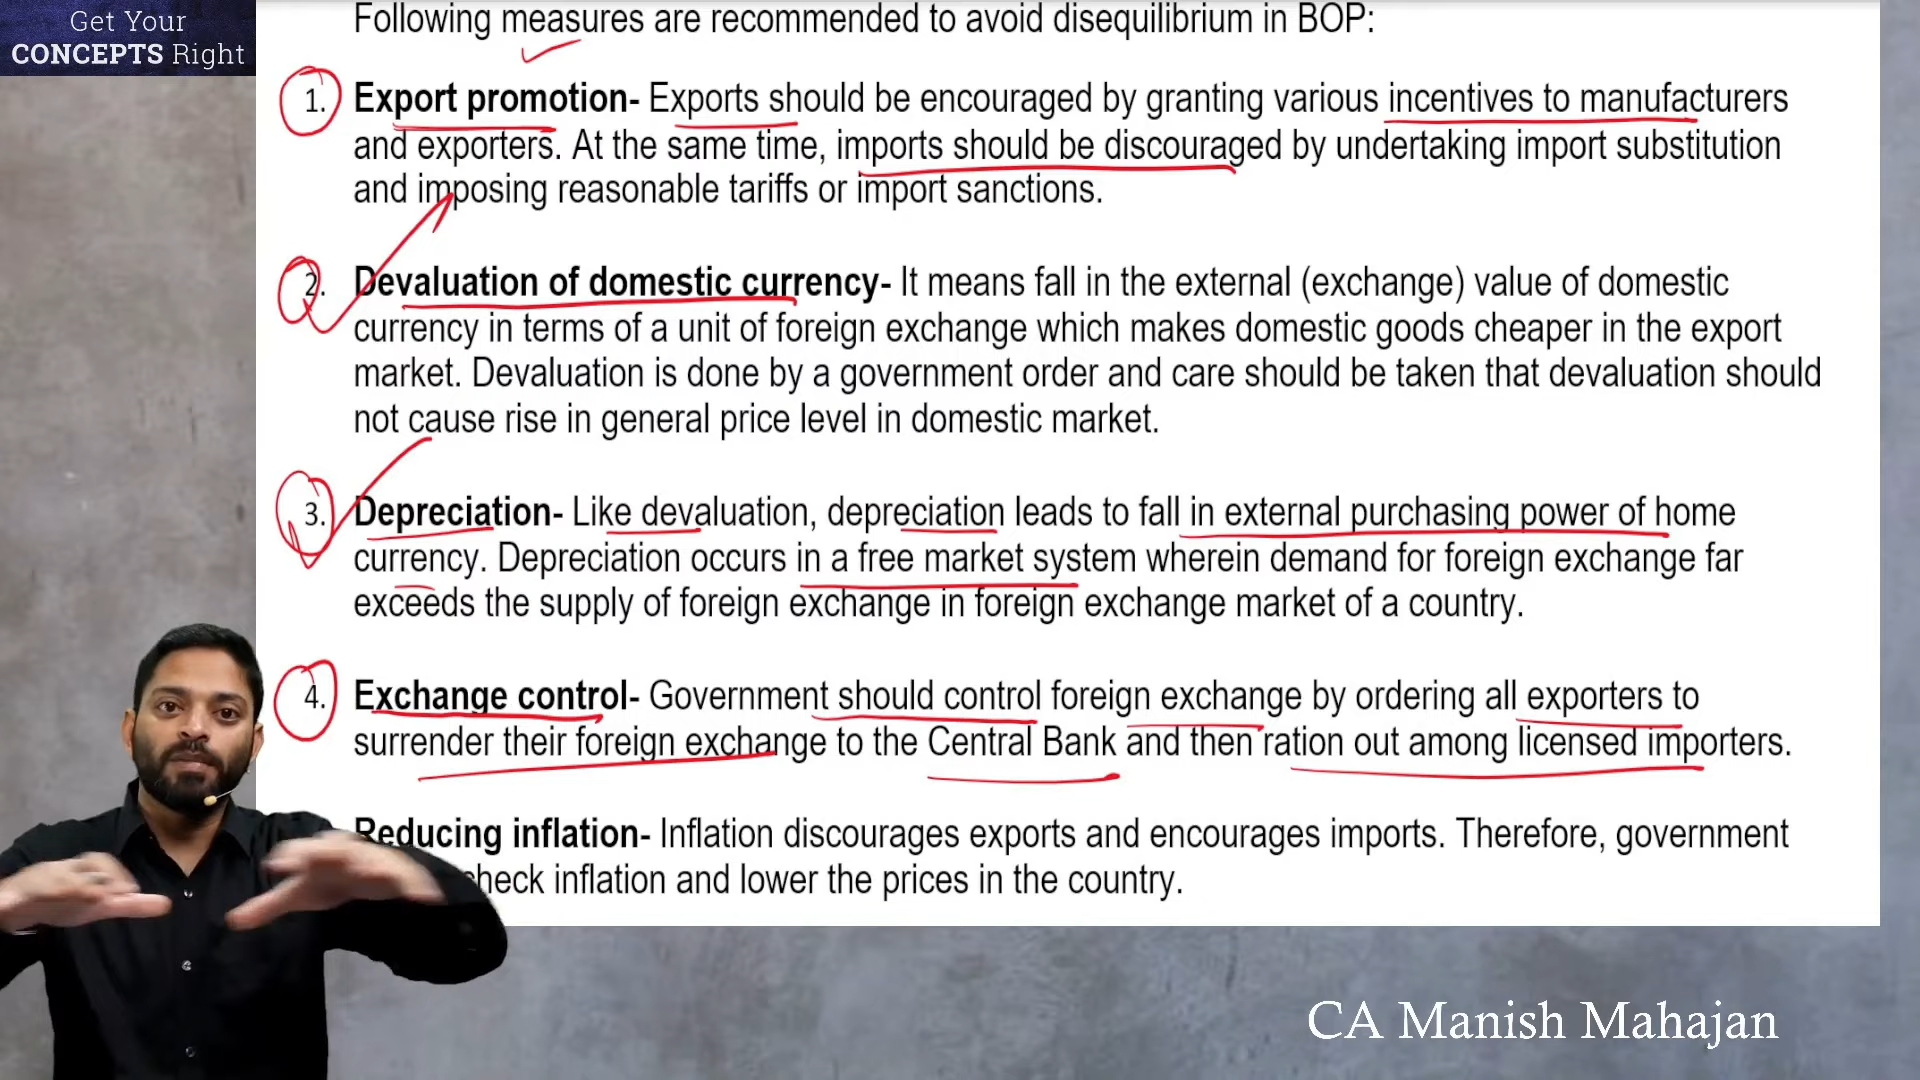 Get Your
CONCEPTS Right
Following measures are recommended to avoid disequilibrium in BOP:
1. Export promotion- Exports should be encouraged by granting various incentives to manufacturers
and exporters. At the same time, imports should be discouraged by undertaking import substitution
and imposing reasonable tariffs or import sanctions.
2. Devaluation of domestic currency- It means fall in the external (exchange) value of domestic
currency in terms of a unit of foreign exchange which makes domestic goods cheaper in the export
market. Devaluation is done by a government order and care should be taken that devaluation should
not cause rise in general price level in domestic market.
3. Depreciation- Like devaluation, depreciation leads to fall in external purchasing power of home
currency. Depreciation occurs in a free market system wherein demand for foreign exchange far
exceeds the supply of foreign exchange in foreign exchange market of a country.
4. Exchange control- Government should control foreign exchange by ordering all exporters to
surrender their foreign exchange to the Central Bank and then ration out among licensed importers.
Reducing inflation- Inflation discourages exports and encourages imports. Therefore, government
check inflation and lower the prices in the country.
CA Manish Mahajan